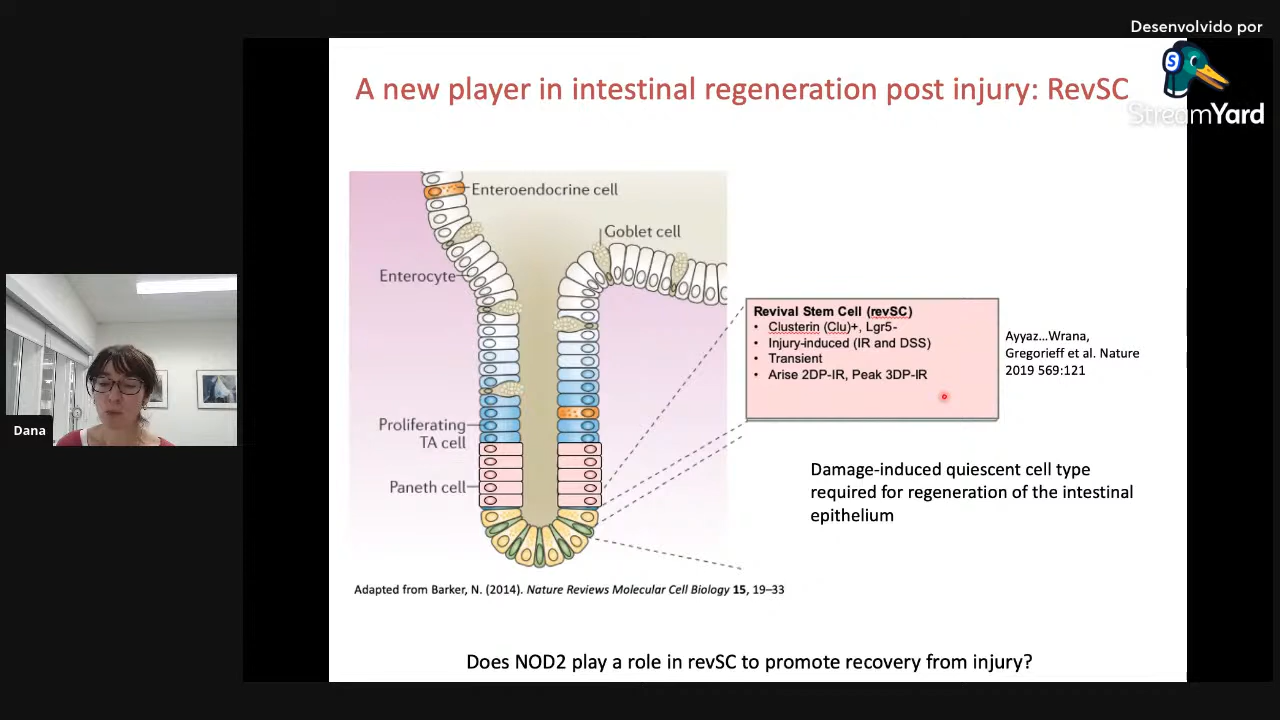 Desenvolvido por
StreamYard
A new player in intestinal regeneration post injury: RevSC
Enteroendocrine cell
Goblet cell
Enterocyte
Proliferating
TA cell
Paneth cell
Revival Stem Cell (revSC)
• Clusterin (Clu)+, Lgr5-
• Injury-induced (IR and DSS)
• Transient
• Arise 2DP-IR, Peak 3DP-IR
Ayyaz...Wrana,
Gregorieff et al. Nature
2019 569:121
Damage-induced quiescent cell type
required for regeneration of the intestinal
epithelium
Adapted from Barker, N. (2014). Nature Reviews Molecular Cell Biology 15, 19–33
Does NOD2 play a role in revSC to promote recovery from injury?
Dana